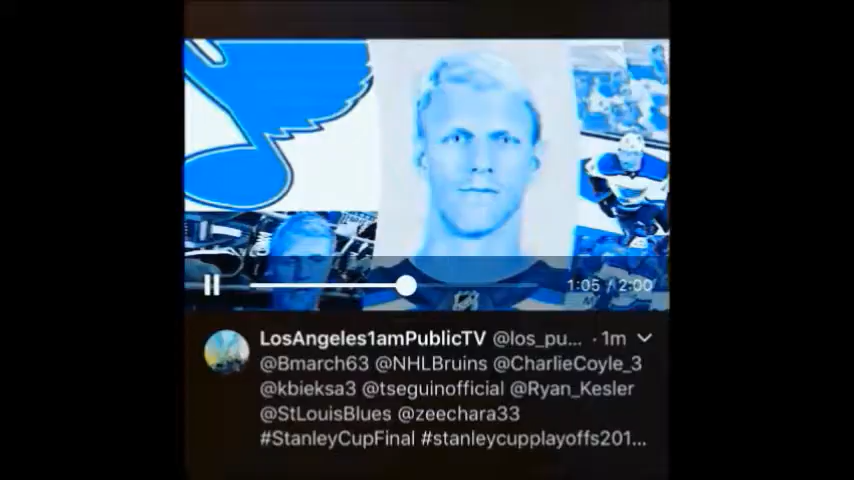 1:05 / 2:00
LosAngeles1amPublicTV @los_pu... · 1m
@Bmarch63 @NHLBruins @CharlieCoyle_3
@kbieksa3 @tseguinofficial @Ryan_Kesler
@StLouisBlues @zeechara33
#StanleyCupFinal #stanleycupplayoffs201...